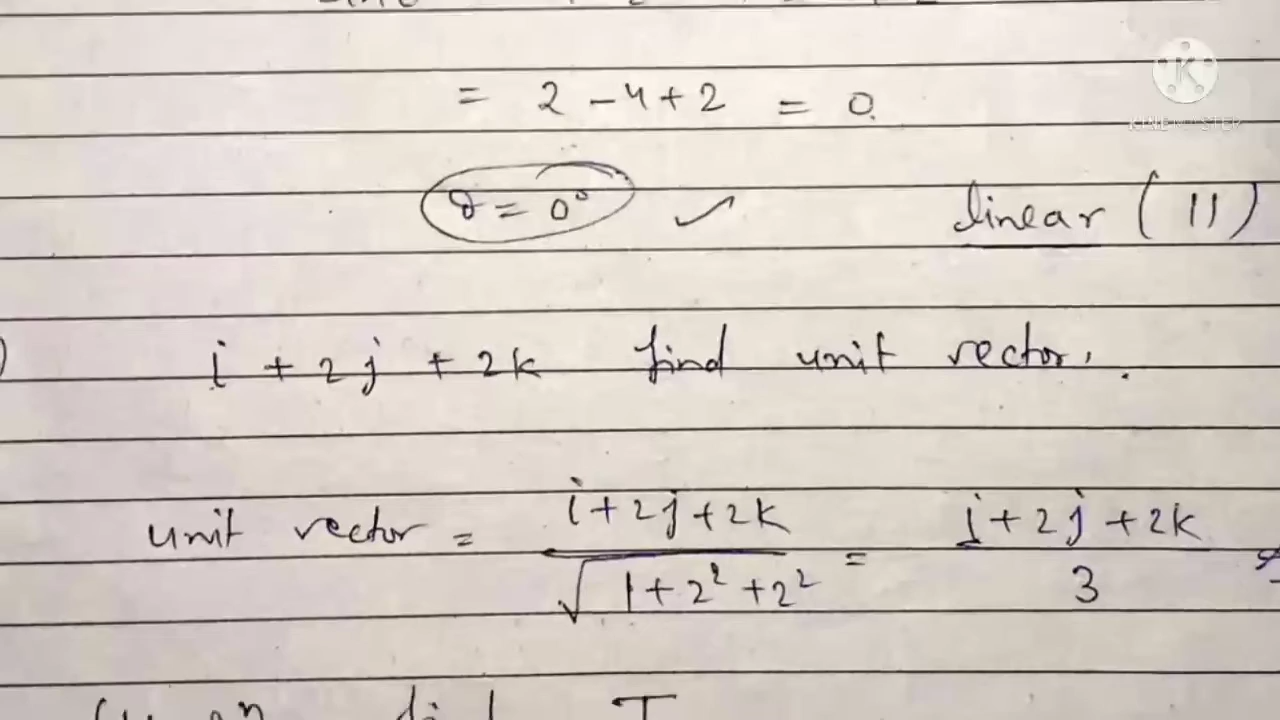 = 2 - 4 + 2 = 0.
θ = 0° ✓ linear (11)
) i + 2j + 2k find unit vector.
unit vector = i + 2j + 2k / √1 + 2² + 2² = i + 2j + 2k / 3